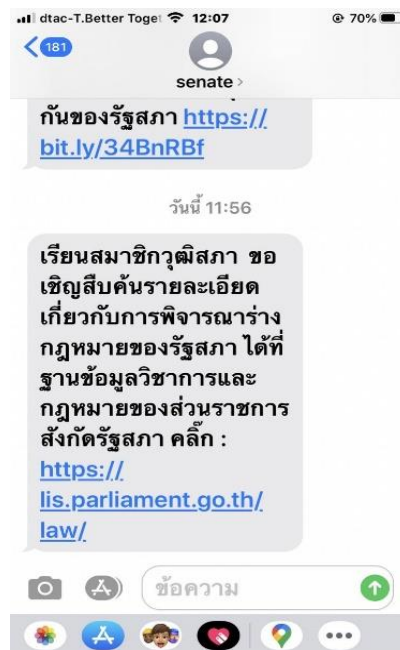 dtac-T.Better Toget 12:07 70%
181
senate
กันของรัฐสภา https://
bit.ly/34BnRBf
วันนี้ 11:56
เรียนสมาชิกวุฒิสภา ขอ
เชิญสืบค้นรายละเอียด
เกี่ยวกับการพิจารณาร่าง
กฎหมายของรัฐสภา ได้ที่
ฐานข้อมูลวิชาการและ
กฎหมายของส่วนราชการ
สังกัดรัฐสภา คลิ๊ก :
https://
lis.parliament.go.th/
law/
ข้อความ